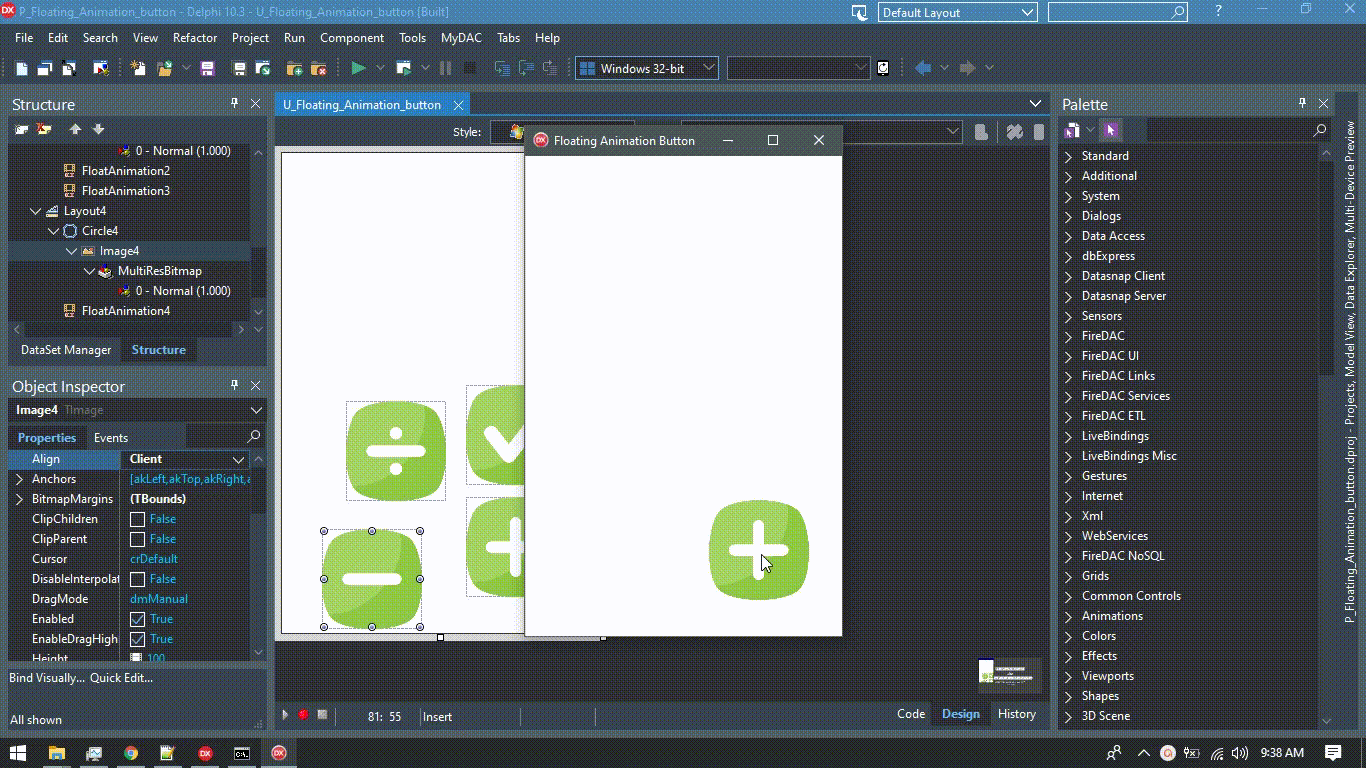 P_Floating_Animation_button - Delphi 10.3 - U_Floating_Animation_button [Built]
Default Layout
?
File Edit Search View Refactor Project Run Component Tools MyDAC Tabs Help
Windows 32-bit
Structure
0 - Normal (1.000)
FloatAnimation2
FloatAnimation3
Layout4
Circle4
Image4
MultiResBitmap
0 - Normal (1.000)
FloatAnimation4
DataSet Manager
Structure
Object Inspector
Image4 TImage
Properties Events
Align Client
Anchors [akLeft,akTop,akRight,a
BitmapMargins (TBounds)
ClipChildren False
ClipParent False
Cursor crDefault
DisableInterpolat False
DragMode dmManual
Enabled True
EnableDragHigh True
Height 100
Bind Visually... Quick Edit...
All shown
U_Floating_Animation_button
Style:
Floating Animation Button
81: 55
Insert
Code
Design
History
Palette
Standard
Additional
System
Dialogs
Data Access
dbExpress
Datasnap Client
Datasnap Server
Sensors
FireDAC
FireDAC UI
FireDAC Links
FireDAC Services
FireDAC ETL
LiveBindings
LiveBindings Misc
Gestures
Internet
Xml
WebServices
FireDAC NoSQL
Grids
Common Controls
Animations
Colors
Effects
Viewports
Shapes
3D Scene
P_Floating_Animation_button.dproj - Projects, Model View, Data Explorer, Multi-Device Preview
9:38 AM